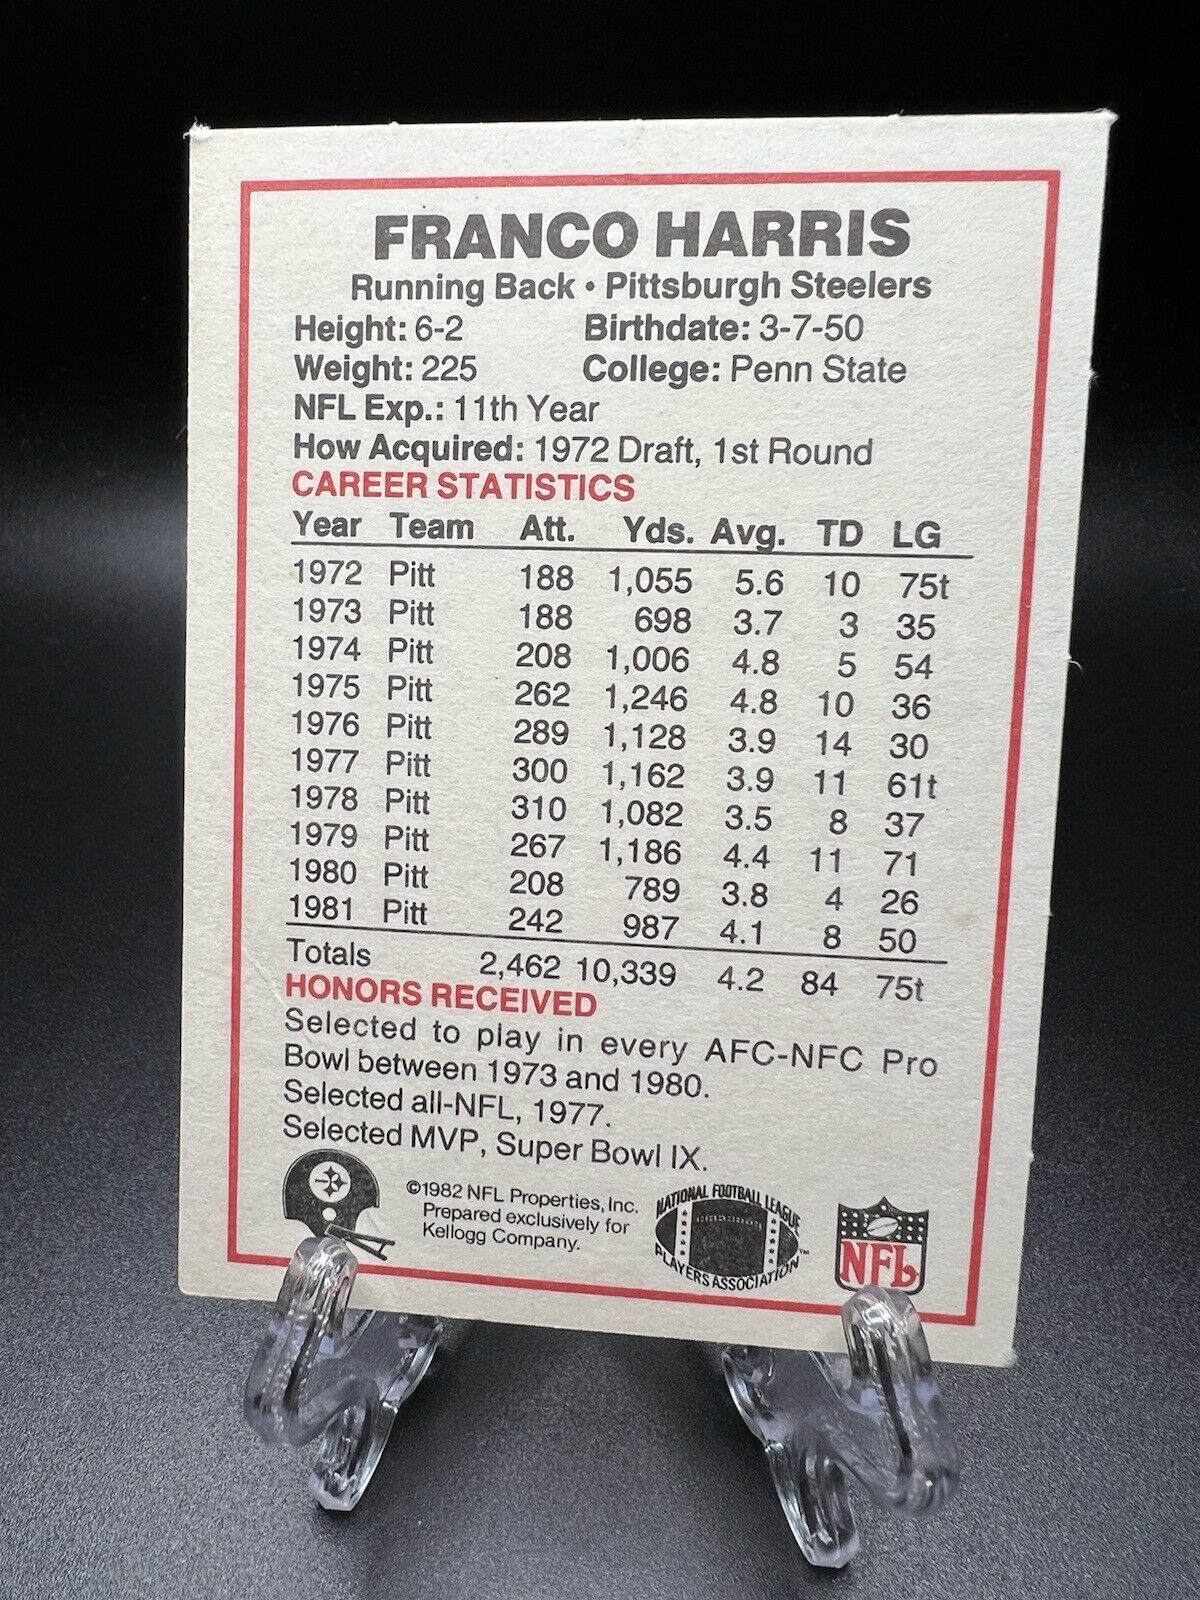 FRANCO HARRIS
Running Back • Pittsburgh Steelers
Height: 6-2 Birthdate: 3-7-50
Weight: 225 College: Penn State
NFL Exp.: 11th Year
How Acquired: 1972 Draft, 1st Round
CAREER STATISTICS
Year Team Att. Yds. Avg. TD LG
1972 Pitt 188 1,055 5.6 10 75t
1973 Pitt 188 698 3.7 3 35
1974 Pitt 208 1,006 4.8 5 54
1975 Pitt 262 1,246 4.8 10 36
1976 Pitt 289 1,128 3.9 14 30
1977 Pitt 300 1,162 3.9 11 61t
1978 Pitt 310 1,082 3.5 8 37
1979 Pitt 267 1,186 4.4 11 71
1980 Pitt 208 789 3.8 4 26
1981 Pitt 242 987 4.1 8 50
Totals 2,462 10,339 4.2 84 75t
HONORS RECEIVED
Selected to play in every AFC-NFC Pro
Bowl between 1973 and 1980.
Selected all-NFL, 1977.
Selected MVP, Super Bowl IX.
©1982 NFL Properties, Inc.
Prepared exclusively for
Kellogg Company.
NATIONAL FOOTBALL LEAGUE
PLAYERS ASSOCIATION™
NFL